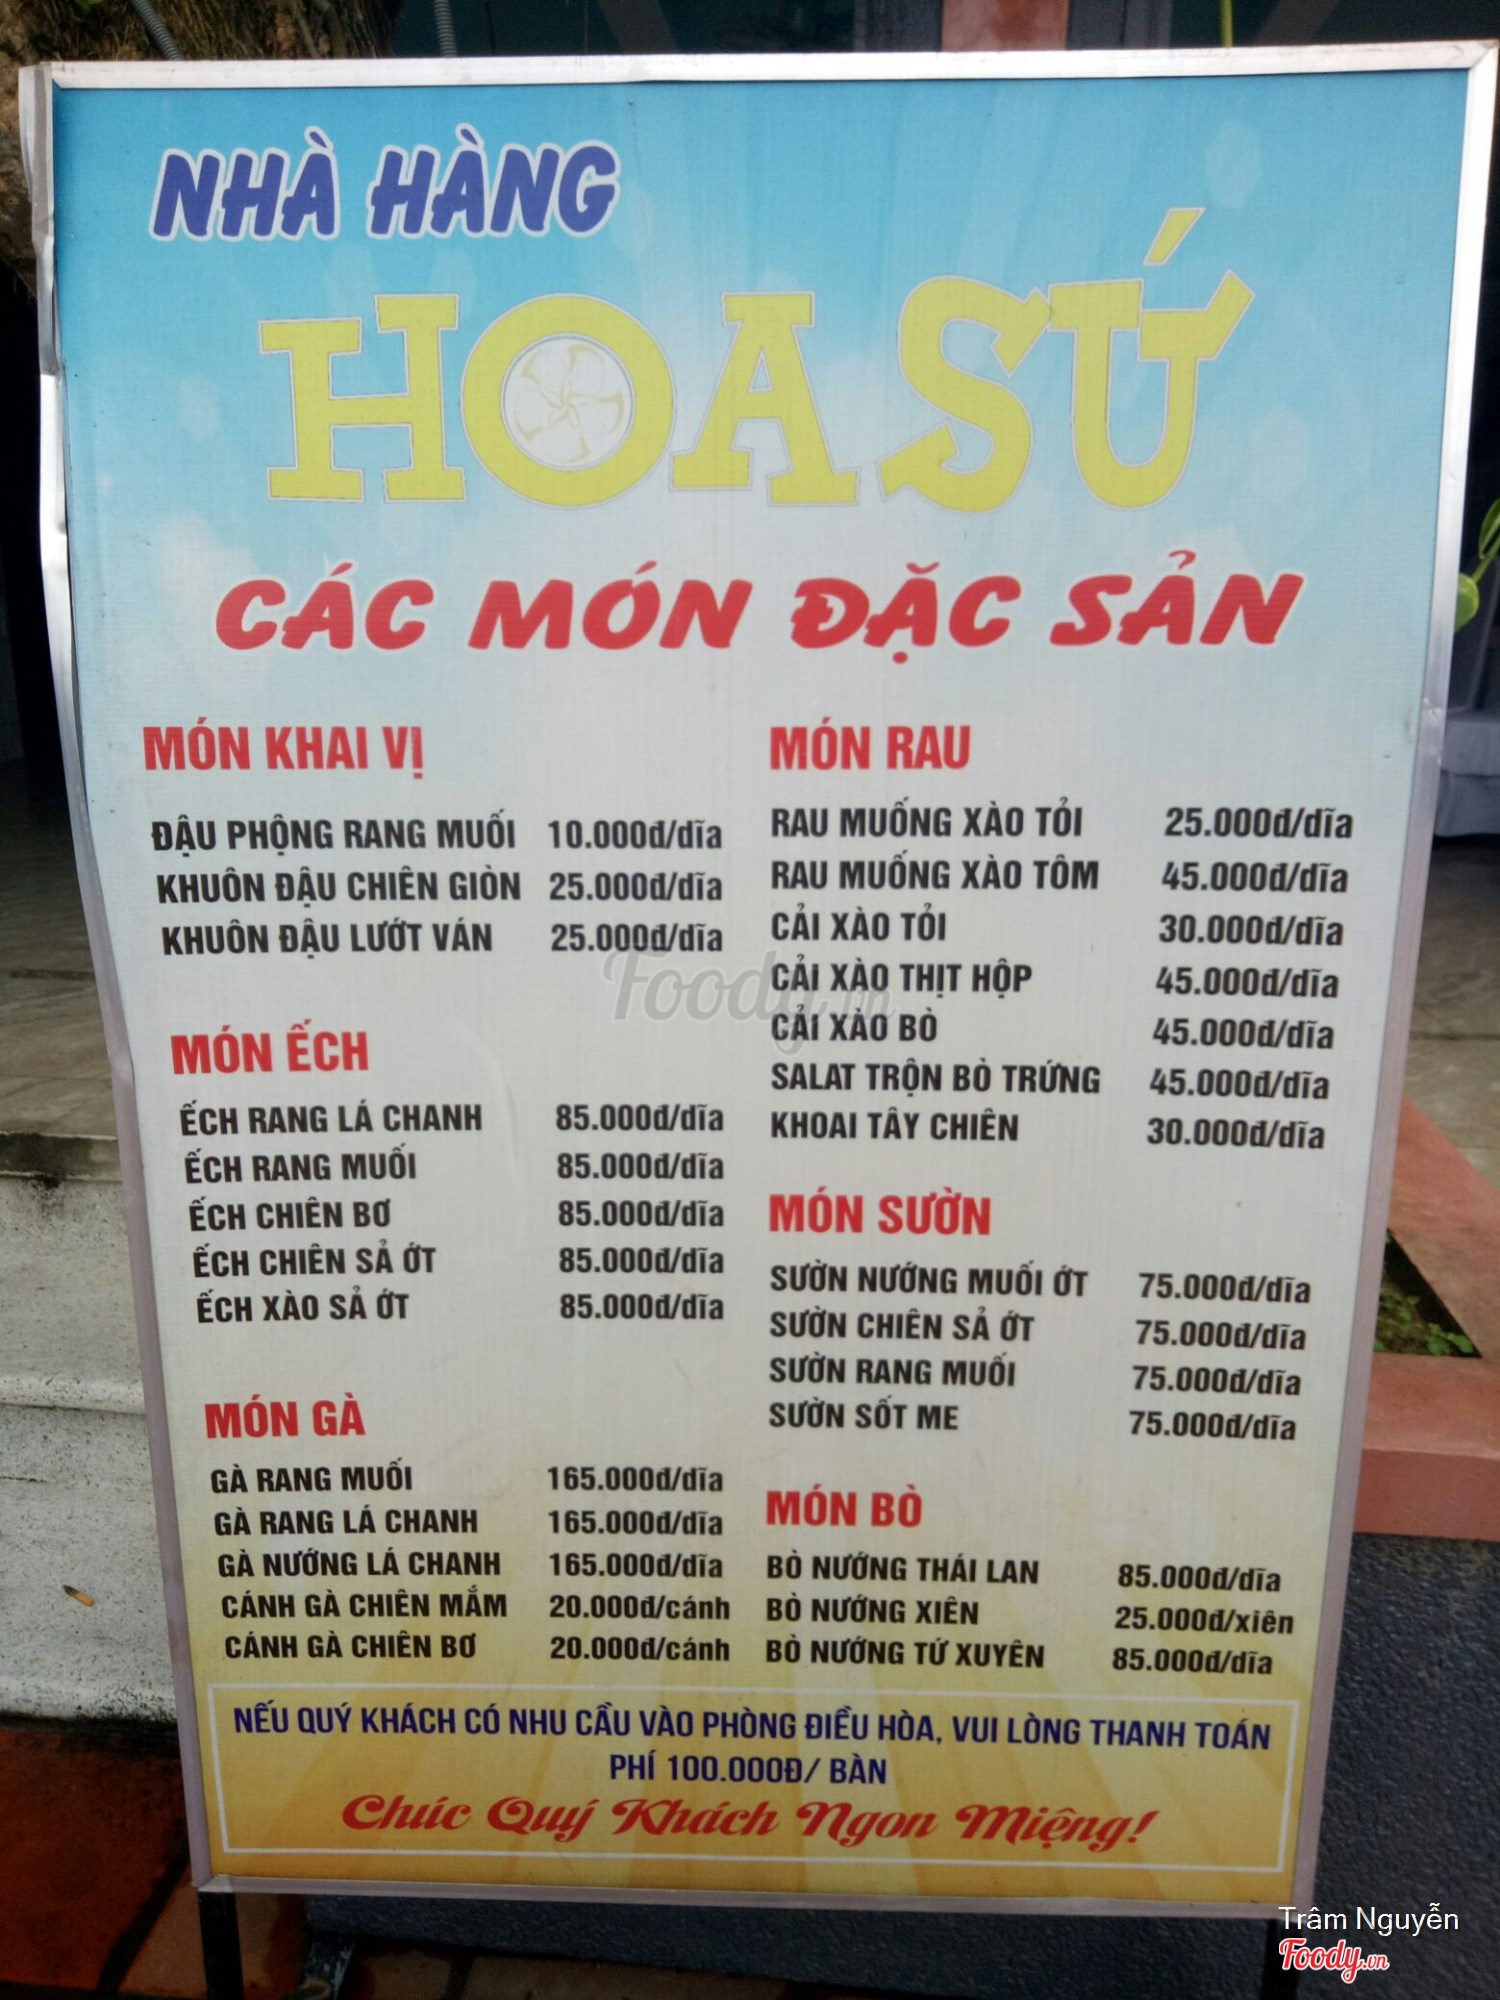 NHÀ HÀNG
HOA SỨ
CÁC MÓN ĐẶC SẢN
MÓN KHAI VỊ
ĐẬU PHỘNG RANG MUỐI 10.000đ/dĩa
KHUÔN ĐẬU CHIÊN GIÒN 25.000đ/dĩa
KHUÔN ĐẬU LƯỚT VÁN 25.000đ/dĩa
MÓN ẾCH
ẾCH RANG LÁ CHANH 85.000đ/dĩa
ẾCH RANG MUỐI 85.000đ/dĩa
ẾCH CHIÊN BƠ 85.000đ/dĩa
ẾCH CHIÊN SẢ ỚT 85.000đ/dĩa
ẾCH XÀO SẢ ỚT 85.000đ/dĩa
MÓN GÀ
GÀ RANG MUỐI 165.000đ/dĩa
GÀ RANG LÁ CHANH 165.000đ/dĩa
GÀ NƯỚNG LÁ CHANH 165.000đ/dĩa
CÁNH GÀ CHIÊN MẮM 20.000đ/cánh
CÁNH GÀ CHIÊN BƠ 20.000đ/cánh
MÓN RAU
RAU MUỐNG XÀO TỎI 25.000đ/dĩa
RAU MUỐNG XÀO TÔM 45.000đ/dĩa
CẢI XÀO TỎI 30.000đ/dĩa
CẢI XÀO THỊT HỘP 45.000đ/dĩa
CẢI XÀO BÒ 45.000đ/dĩa
SALAT TRỘN BÒ TRỨNG 45.000đ/dĩa
KHOAI TÂY CHIÊN 30.000đ/dĩa
MÓN SƯỜN
SƯỜN NƯỚNG MUỐI ỚT 75.000đ/dĩa
SƯỜN CHIÊN SẢ ỚT 75.000đ/dĩa
SƯỜN RANG MUỐI 75.000đ/dĩa
SƯỜN SỐT ME 75.000đ/dĩa
MÓN BÒ
BÒ NƯỚNG THÁI LAN 85.000đ/dĩa
BÒ NƯỚNG XIÊN 25.000đ/xiên
BÒ NƯỚNG TỨ XUYÊN 85.000đ/dĩa
NẾU QUÝ KHÁCH CÓ NHU CẦU VÀO PHÒNG ĐIỀU HÒA, VUI LÒNG THANH TOÁN
PHÍ 100.000Đ/ BÀN
Chúc Quý Khách Ngon Miệng!
Foody.vn
Trâm Nguyễn
Foody.vn